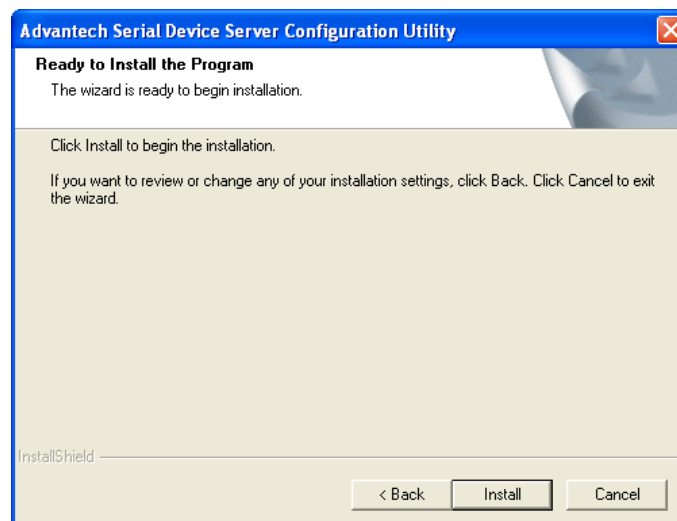 Advantech Serial Device Server Configuration Utility
Ready to Install the Program
The wizard is ready to begin installation.
Click Install to begin the installation.
If you want to review or change any of your installation settings, click Back. Click Cancel to exit
the wizard.
InstallShield
< Back
Install
Cancel